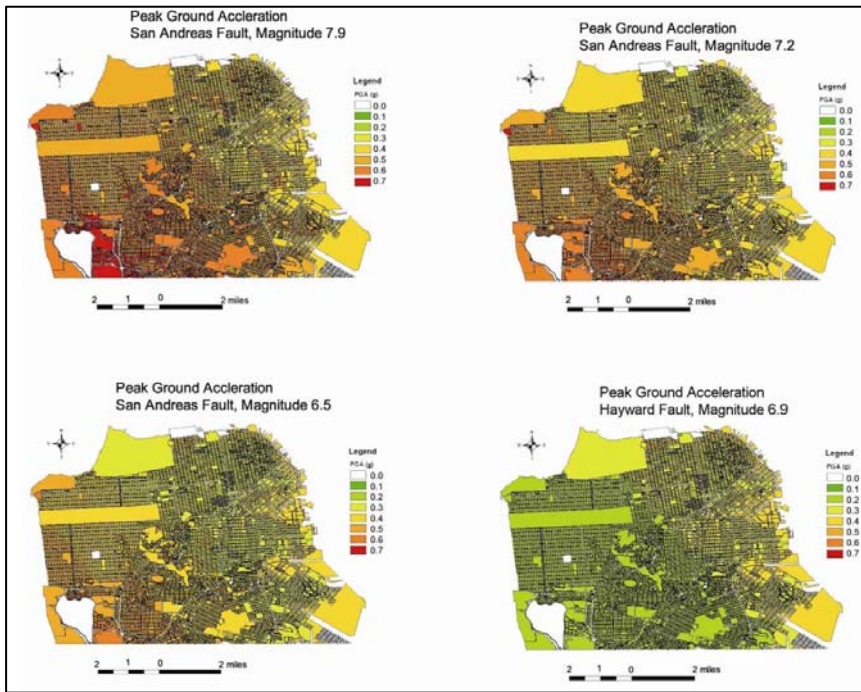 Peak Ground Accleration
San Andreas Fault, Magnitude 7.9
Legend
PGA (g)
0.0
0.1
0.2
0.3
0.4
0.5
0.6
0.7
2 1 0 2 miles
Peak Ground Accleration
San Andreas Fault, Magnitude 7.2
Legend
PGA (g)
0.0
0.1
0.2
0.3
0.4
0.5
0.6
0.7
2 1 0 2 miles
Peak Ground Accleration
San Andreas Fault, Magnitude 6.5
Legend
PGA (g)
0.0
0.1
0.2
0.3
0.4
0.5
0.6
0.7
2 1 0 2 miles
Peak Ground Acceleration
Hayward Fault, Magnitude 6.9
Legend
PGA (g)
0.0
0.1
0.2
0.3
0.4
0.5
0.6
0.7
2 1 0 2 miles